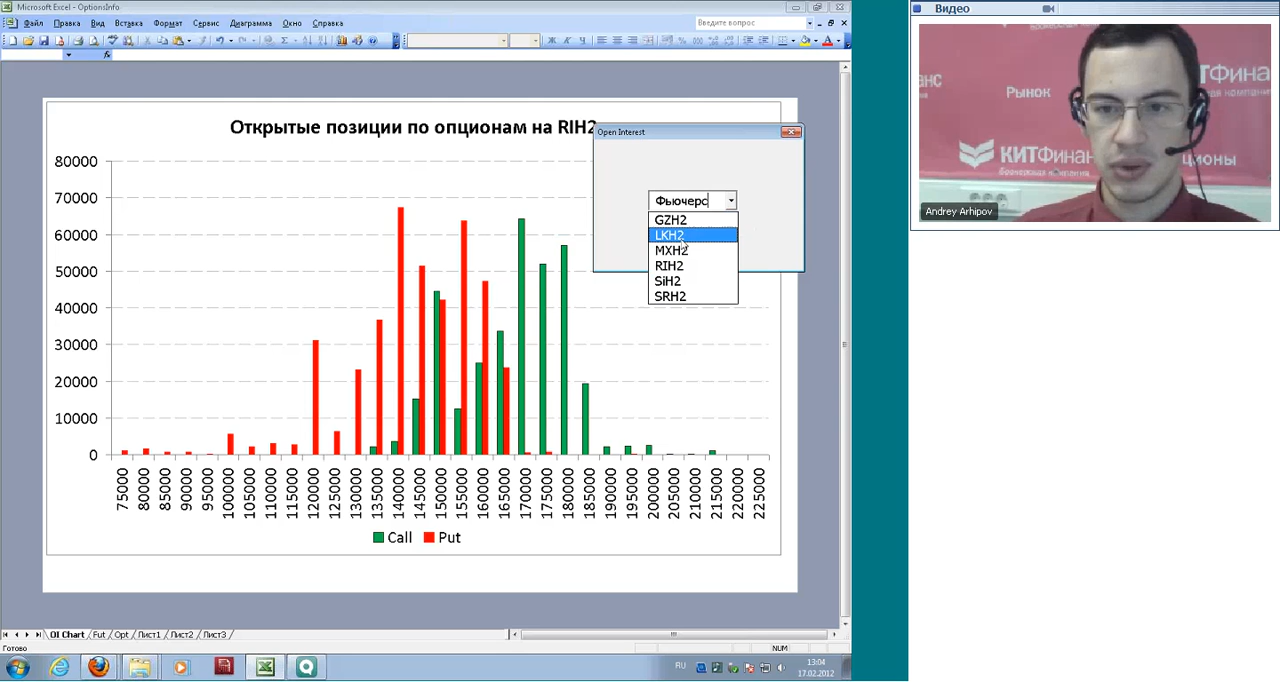 Microsoft Excel - OptionsInfo
Файл Правка Вид Вставка Формат Сервис Диаграмма Окно Справка
Введите вопрос
Ж К Ч
Открытые позиции по опционам на RIH2
80000
70000
60000
50000
40000
30000
20000
10000
0
75000
80000
85000
90000
95000
100000
105000
110000
115000
120000
125000
130000
135000
140000
145000
150000
155000
160000
165000
170000
175000
180000
185000
190000
195000
200000
205000
210000
215000
220000
225000
Call Put
Open Interest
Фьючерс
GZH2
LKH2
MXH2
RIH2
SiH2
SRH2
OI Chart Fut Opt Лист1 Лист2 Лист3
Готово
NUM
RU
13:04
17.02.2012
Видео
Рынок
КИТФинанс
брокерская компания
Andrey Arhipov